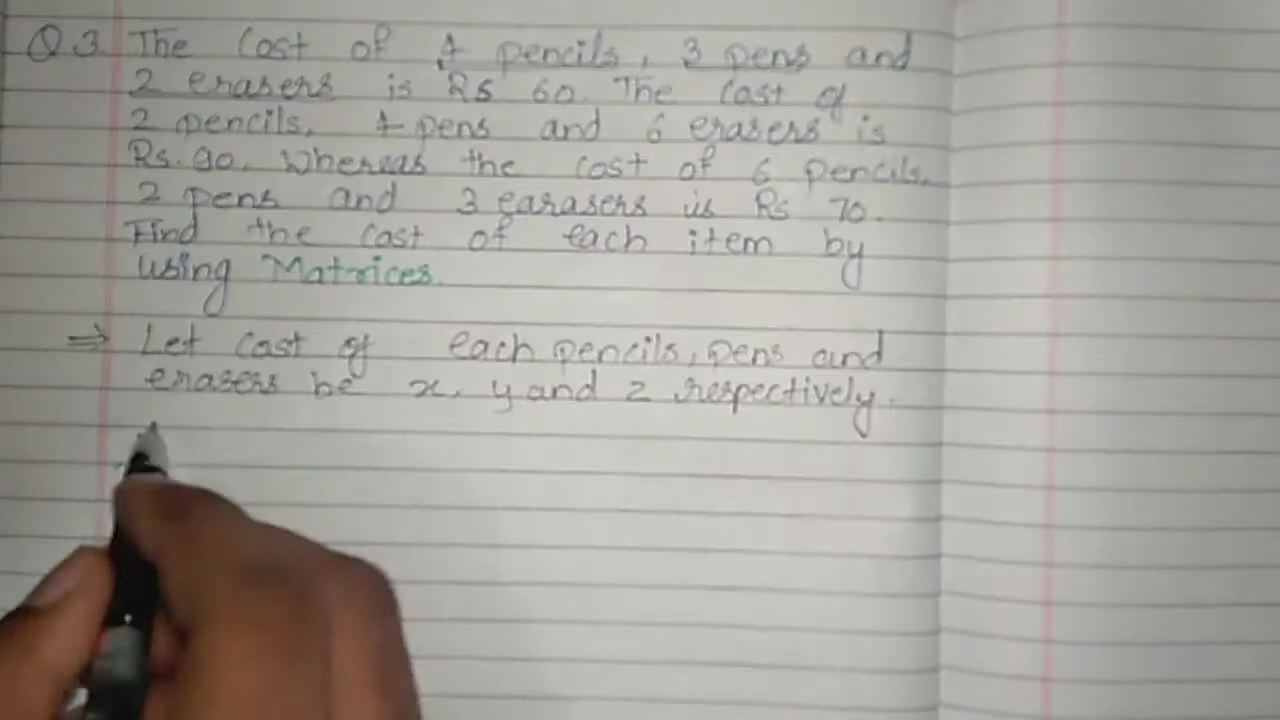 Q 3 The cost of 4 pencils, 3 pens and
2 erasers is Rs 60. The cost of
2 pencils, 4 pens and 6 erasers is
Rs. 90. Whereas the cost of 6 pencils,
2 pens and 3 earasers is Rs 70.
Find the cost of each item by
using Matrices.
⇒ Let cost of each pencils, pens and
erasers be x, y and z respectively.